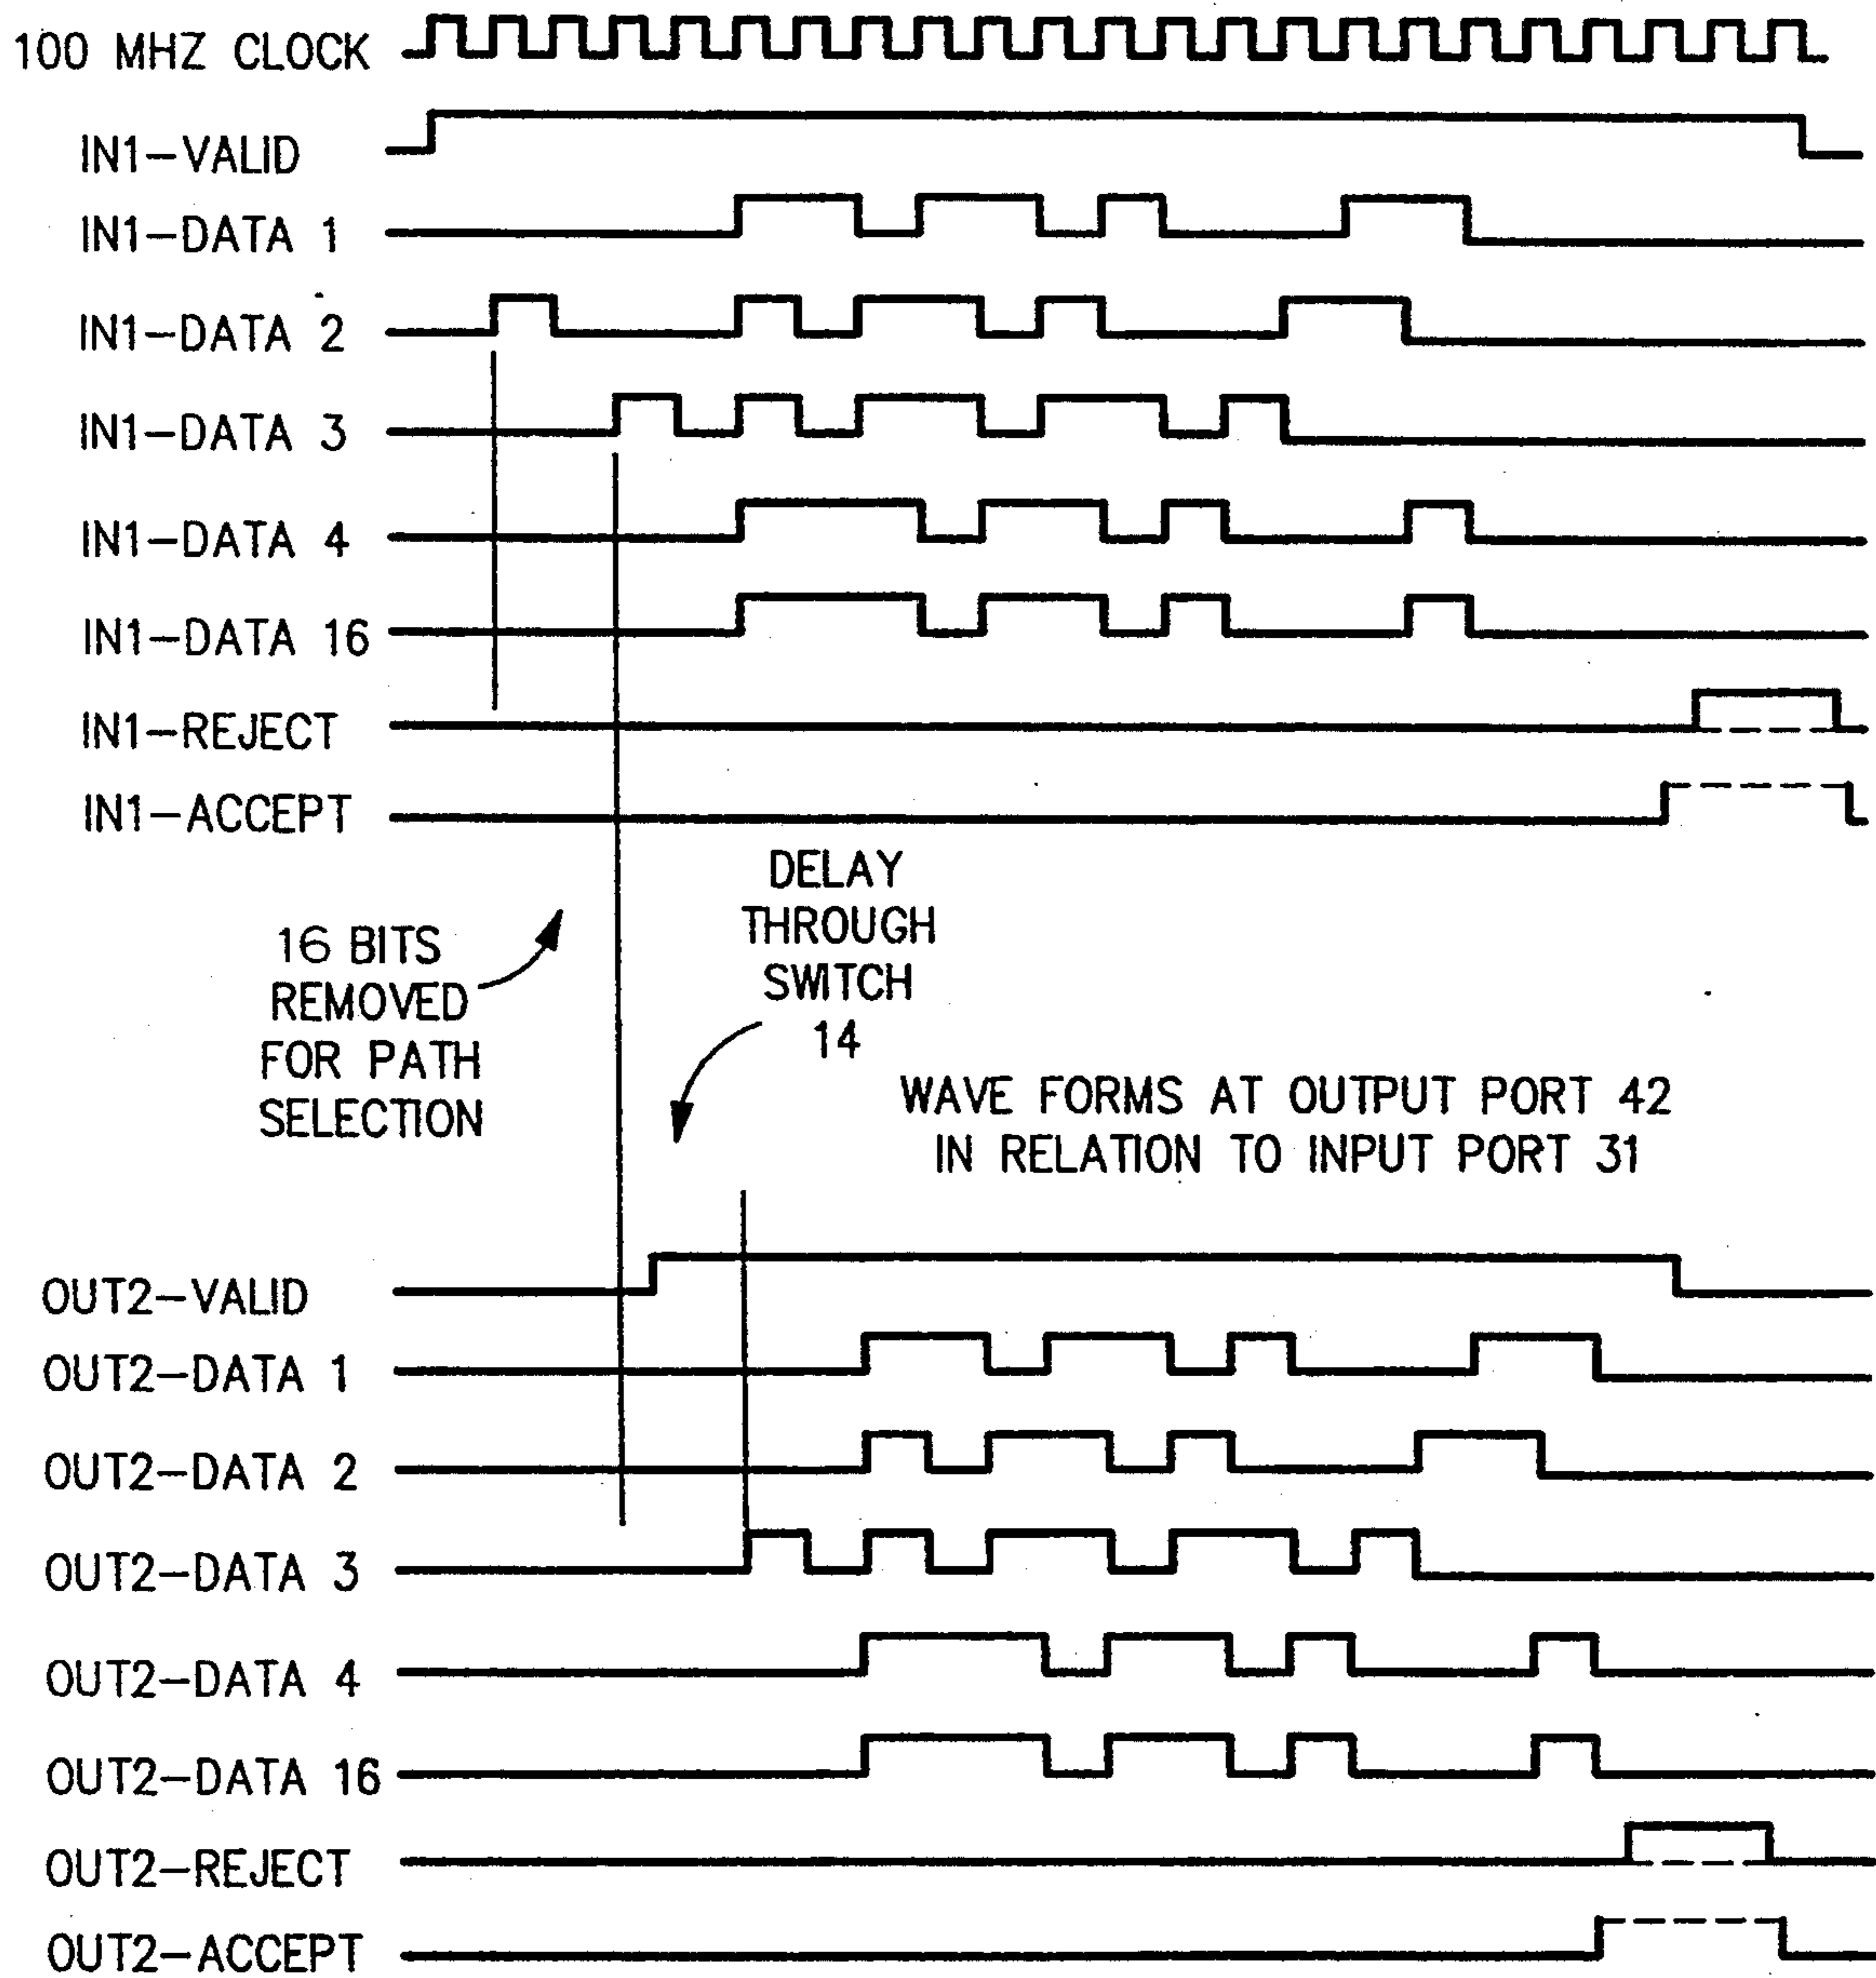 100 MHZ CLOCK
IN1-VALID
IN1-DATA 1
IN1-DATA 2
IN1-DATA 3
IN1-DATA 4
IN1-DATA 16
IN1-REJECT
IN1-ACCEPT
16 BITS
REMOVED
FOR PATH
SELECTION
DELAY
THROUGH
SWITCH
14
WAVE FORMS AT OUTPUT PORT 42
IN RELATION TO INPUT PORT 31
OUT2-VALID
OUT2-DATA 1
OUT2-DATA 2
OUT2-DATA 3
OUT2-DATA 4
OUT2-DATA 16
OUT2-REJECT
OUT2-ACCEPT